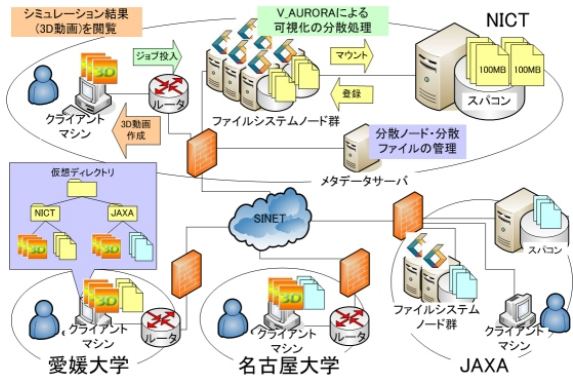 シミュレーション結果
(3D動画)を閲覧
V_AURORAによる
可視化の分散処理
NICT
ジョブ投入
マウント
3D
100MB
100MB
ルータ
登録
スパコン
クライアント
マシン
ファイルシステムノード群
3D動画
作成
分散ノード・分散
ファイルの管理
仮想ディレクトリ
メタデータサーバ
NICT
JAXA
SINET
3D
3D
スパコン
3D
3D
ファイルシステム
ノード群
クライアント
マシン
ルータ
クライアント
マシン
ルータ
クライアント
マシン
愛媛大学
名古屋大学
JAXA